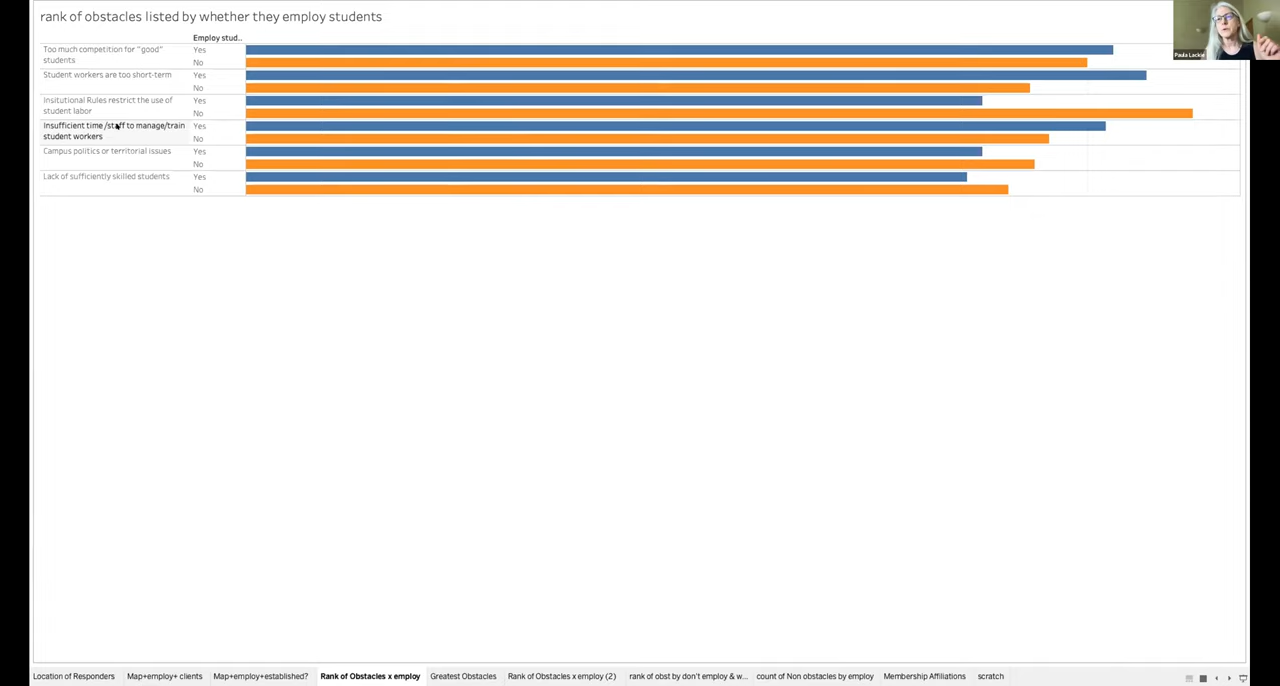 rank of obstacles listed by whether they employ students
Employ stud..
Too much competition for "good"
students
Yes
No
Student workers are too short-term
Yes
No
Insitutional Rules restrict the use of
student labor
Yes
No
Insufficient time /staff to manage/train
student workers
Yes
No
Campus politics or territorial issues
Yes
No
Lack of sufficiently skilled students
Yes
No
Paula Lackie
Location of Responders
Map+employ+ clients
Map+employ+established?
Rank of Obstacles x employ
Greatest Obstacles
Rank of Obstacles x employ (2)
rank of obst by don't employ & w...
count of Non obstacles by employ
Membership Affiliations
scratch